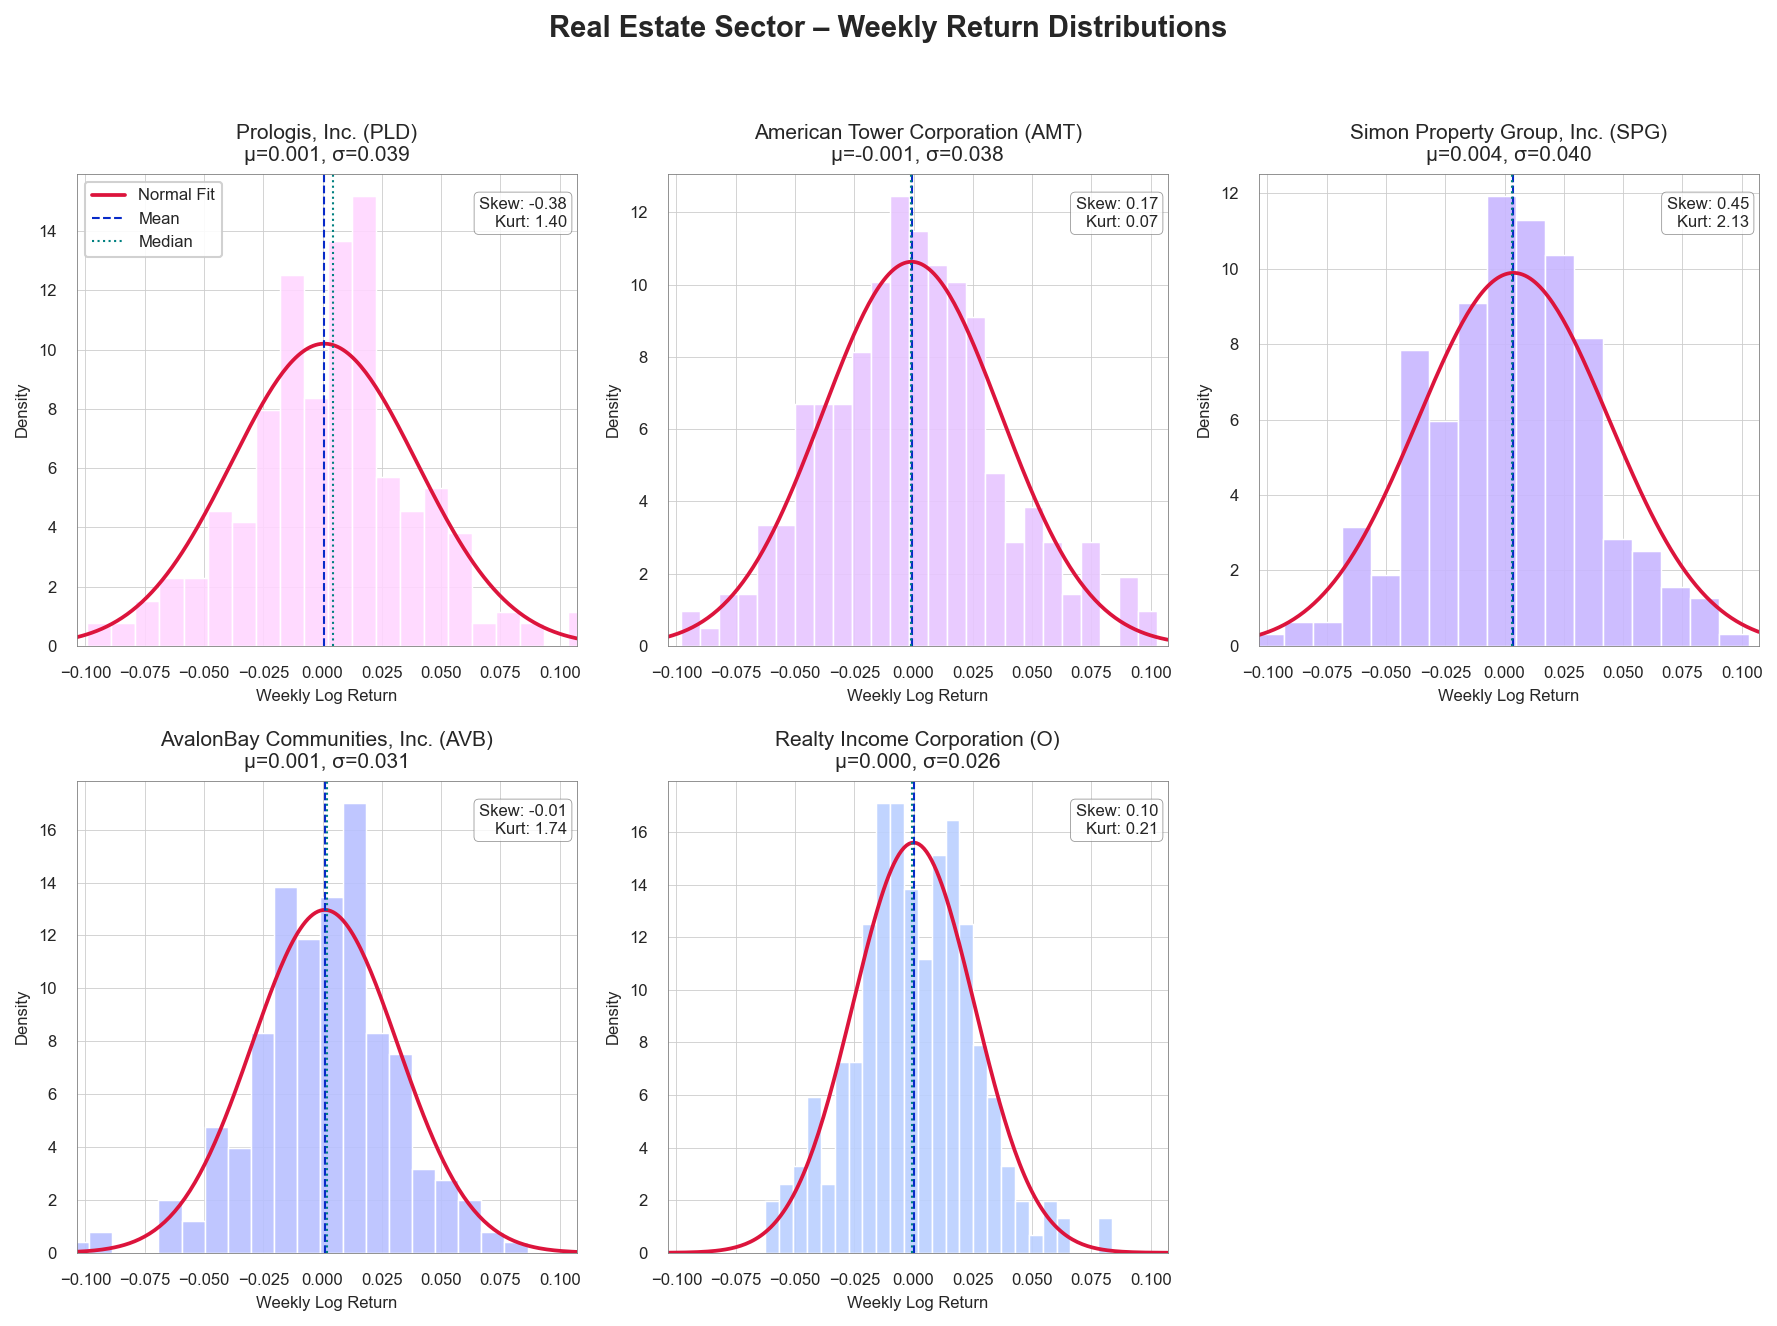 Real Estate Sector – Weekly Return Distributions
Prologis, Inc. (PLD)
μ=0.001, σ=0.039
Normal Fit
Mean
Median
Skew: -0.38
Kurt: 1.40
Density
14
12
10
8
6
4
2
0
−0.100 −0.075 −0.050 −0.025 0.000 0.025 0.050 0.075 0.100
Weekly Log Return
American Tower Corporation (AMT)
μ=-0.001, σ=0.038
Skew: 0.17
Kurt: 0.07
Density
12
10
8
6
4
2
0
−0.100 −0.075 −0.050 −0.025 0.000 0.025 0.050 0.075 0.100
Weekly Log Return
Simon Property Group, Inc. (SPG)
μ=0.004, σ=0.040
Skew: 0.45
Kurt: 2.13
Density
12
10
8
6
4
2
0
−0.100 −0.075 −0.050 −0.025 0.000 0.025 0.050 0.075 0.100
Weekly Log Return
AvalonBay Communities, Inc. (AVB)
μ=0.001, σ=0.031
Skew: -0.01
Kurt: 1.74
Density
16
14
12
10
8
6
4
2
0
−0.100 −0.075 −0.050 −0.025 0.000 0.025 0.050 0.075 0.100
Weekly Log Return
Realty Income Corporation (O)
μ=0.000, σ=0.026
Skew: 0.10
Kurt: 0.21
Density
16
14
12
10
8
6
4
2
0
−0.100 −0.075 −0.050 −0.025 0.000 0.025 0.050 0.075 0.100
Weekly Log Return